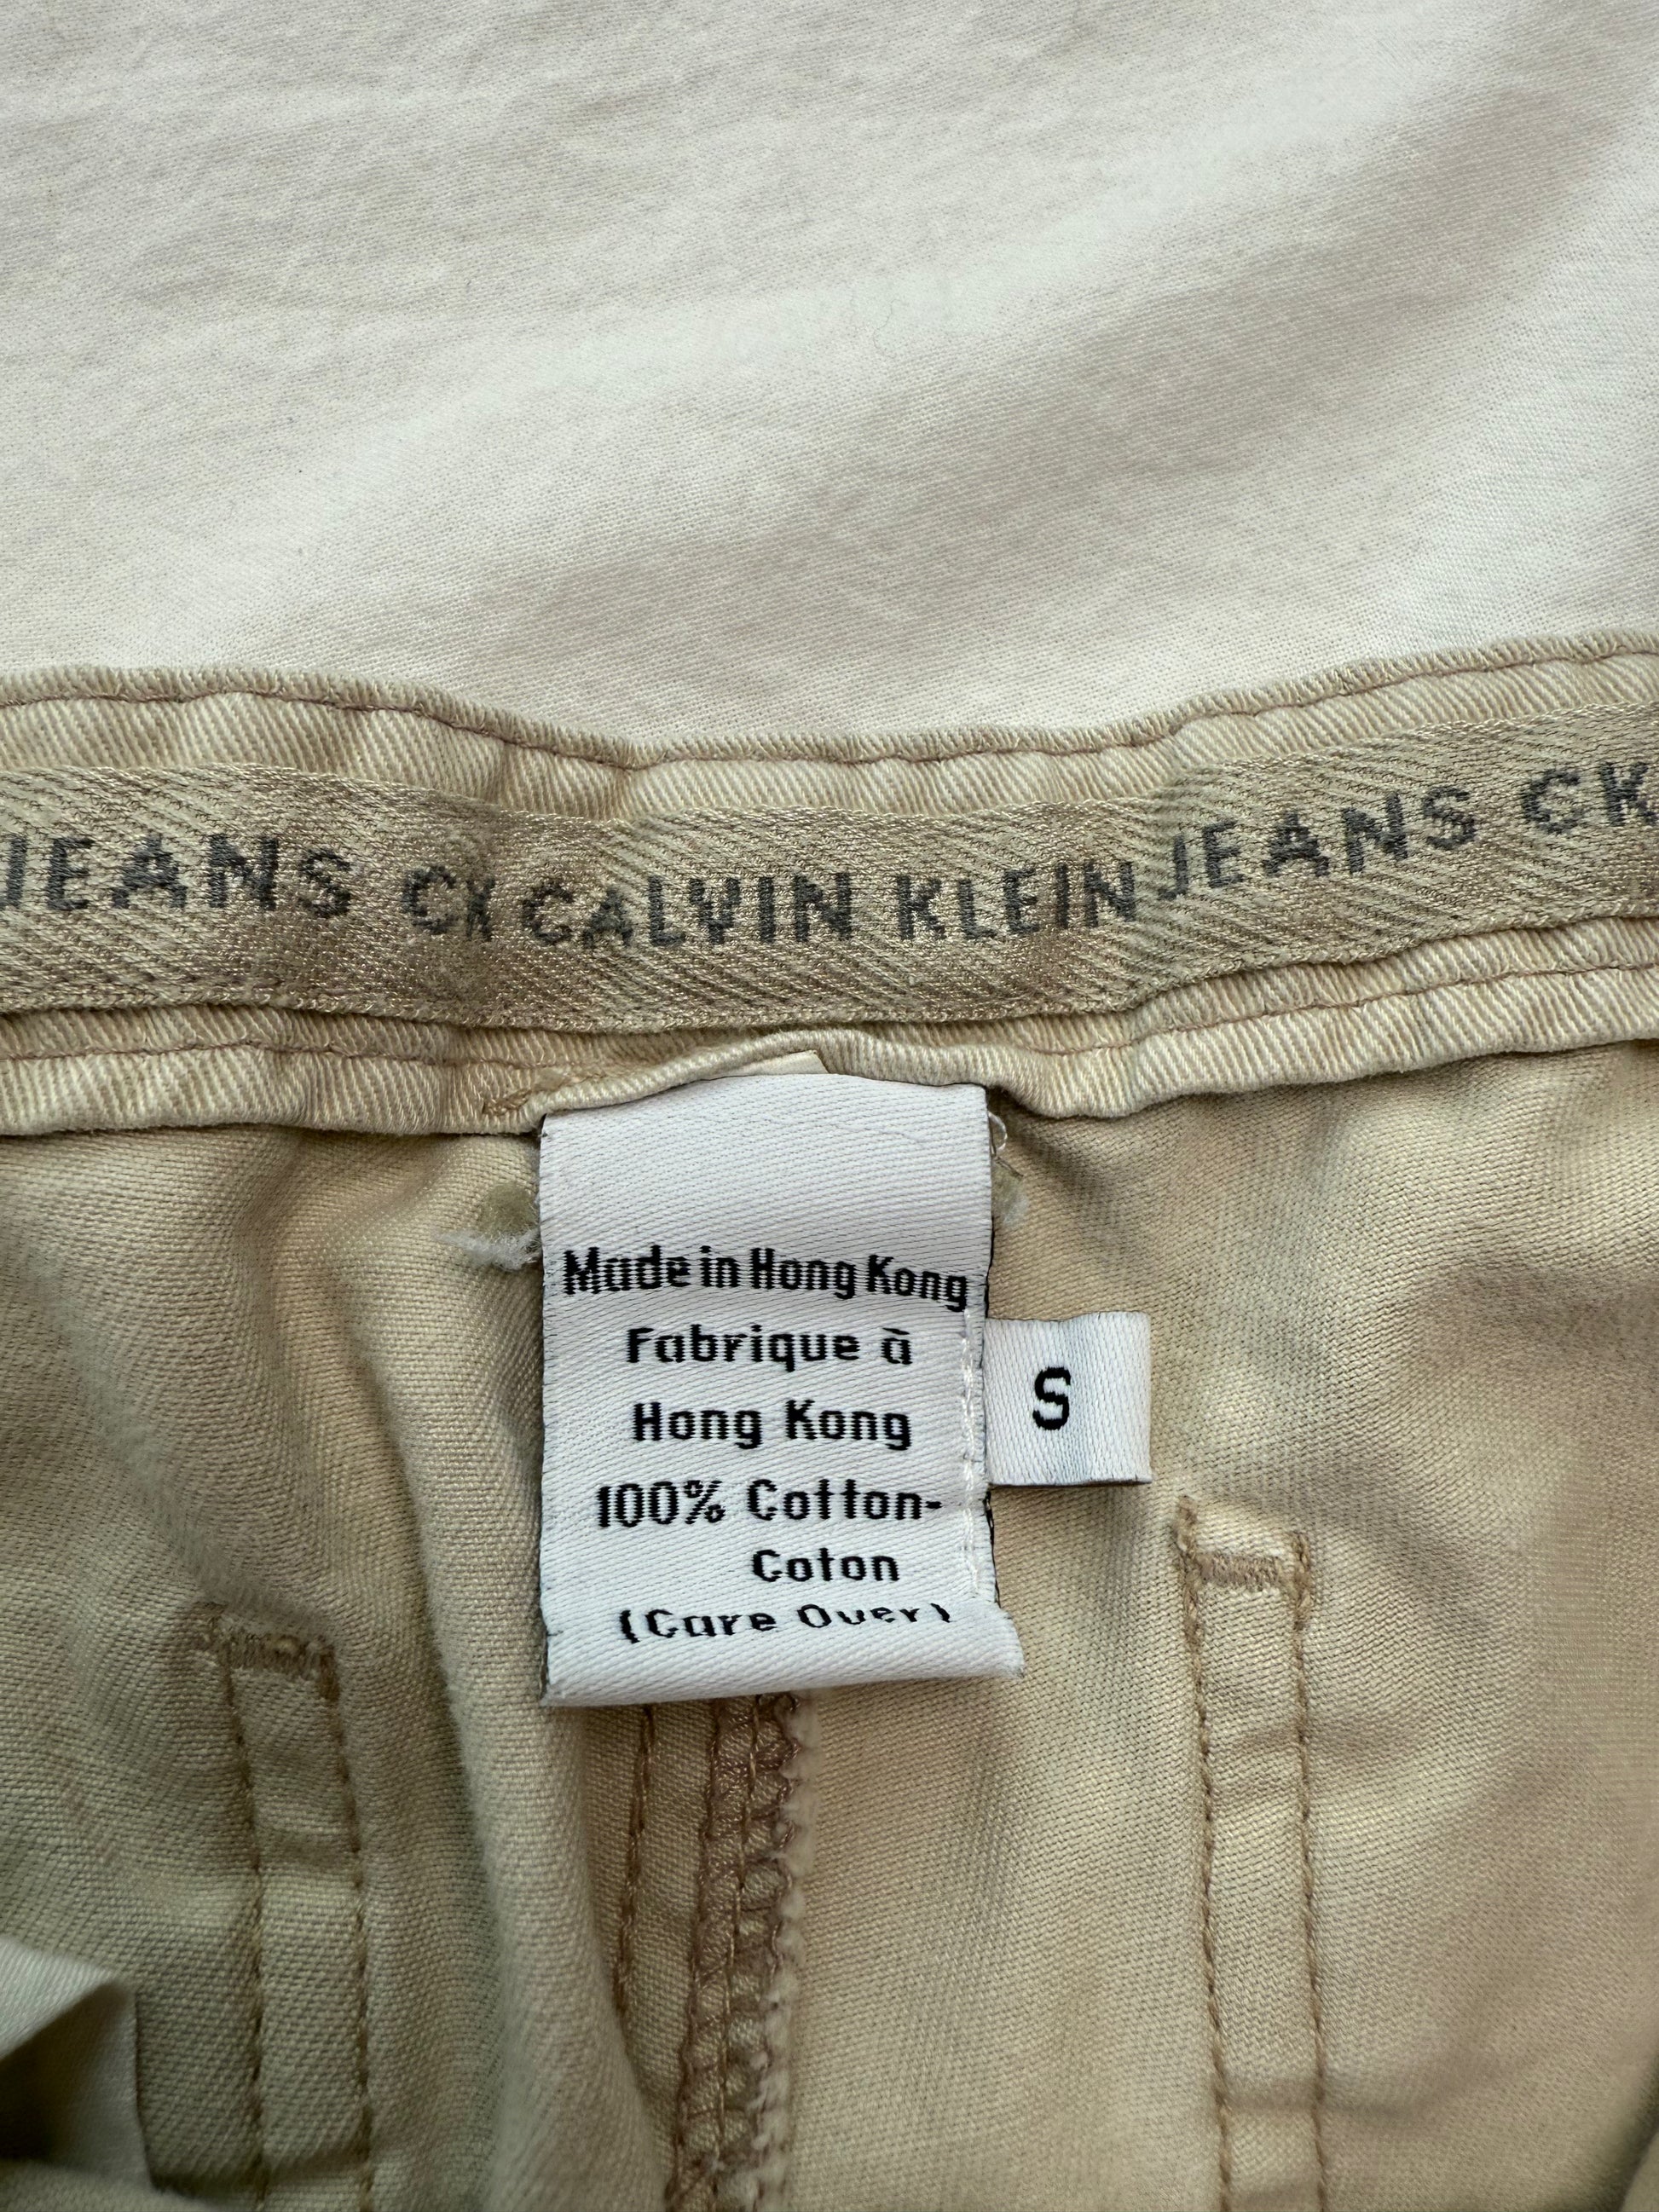 JEANS CK CALVIN KLEIN JEANS CK
Made in Hong Kong
Fabrique à
Hong Kong
S
100% Cotton-
Coton
(Care Over)